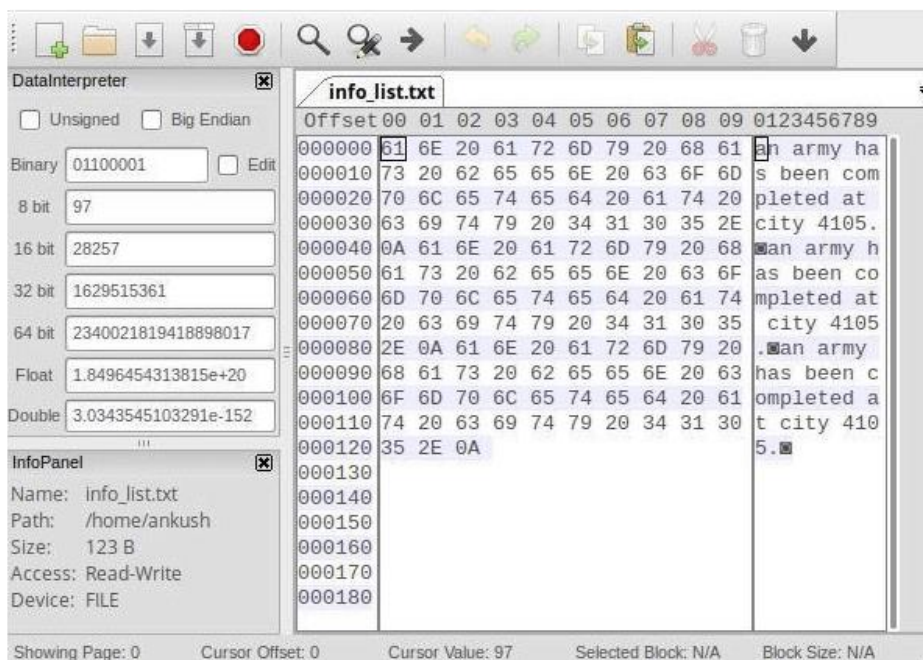 DataInterpreter
Unsigned Big Endian
Binary 01100001 Edit
8 bit 97
16 bit 28257
32 bit 1629515361
64 bit 2340021819418898017
Float 1.8496454313815e+20
Double 3.0343545103291e-152
InfoPanel
Name: info_list.txt
Path: /home/ankush
Size: 123 B
Access: Read-Write
Device: FILE
info_list.txt
Offset 00 01 02 03 04 05 06 07 08 09 0123456789
000000 61 6E 20 61 72 6D 79 20 68 61 an army ha
000010 73 20 62 65 65 6E 20 63 6F 6D s been com
000020 70 6C 65 74 65 64 20 61 74 20 pleted at
000030 63 69 74 79 20 34 31 30 35 2E city 4105.
000040 0A 61 6E 20 61 72 6D 79 20 68 ◙an army h
000050 61 73 20 62 65 65 6E 20 63 6F as been co
000060 6D 70 6C 65 74 65 64 20 61 74 mpleted at
000070 20 63 69 74 79 20 34 31 30 35 city 4105
000080 2E 0A 61 6E 20 61 72 6D 79 20 .◙an army
000090 68 61 73 20 62 65 65 6E 20 63 has been c
000100 6F 6D 70 6C 65 74 65 64 20 61 ompleted a
000110 74 20 63 69 74 79 20 34 31 30 t city 410
000120 35 2E 0A 5.◙
000130
000140
000150
000160
000170
000180
Showing Page: 0 Cursor Offset: 0 Cursor Value: 97 Selected Block: N/A Block Size: N/A